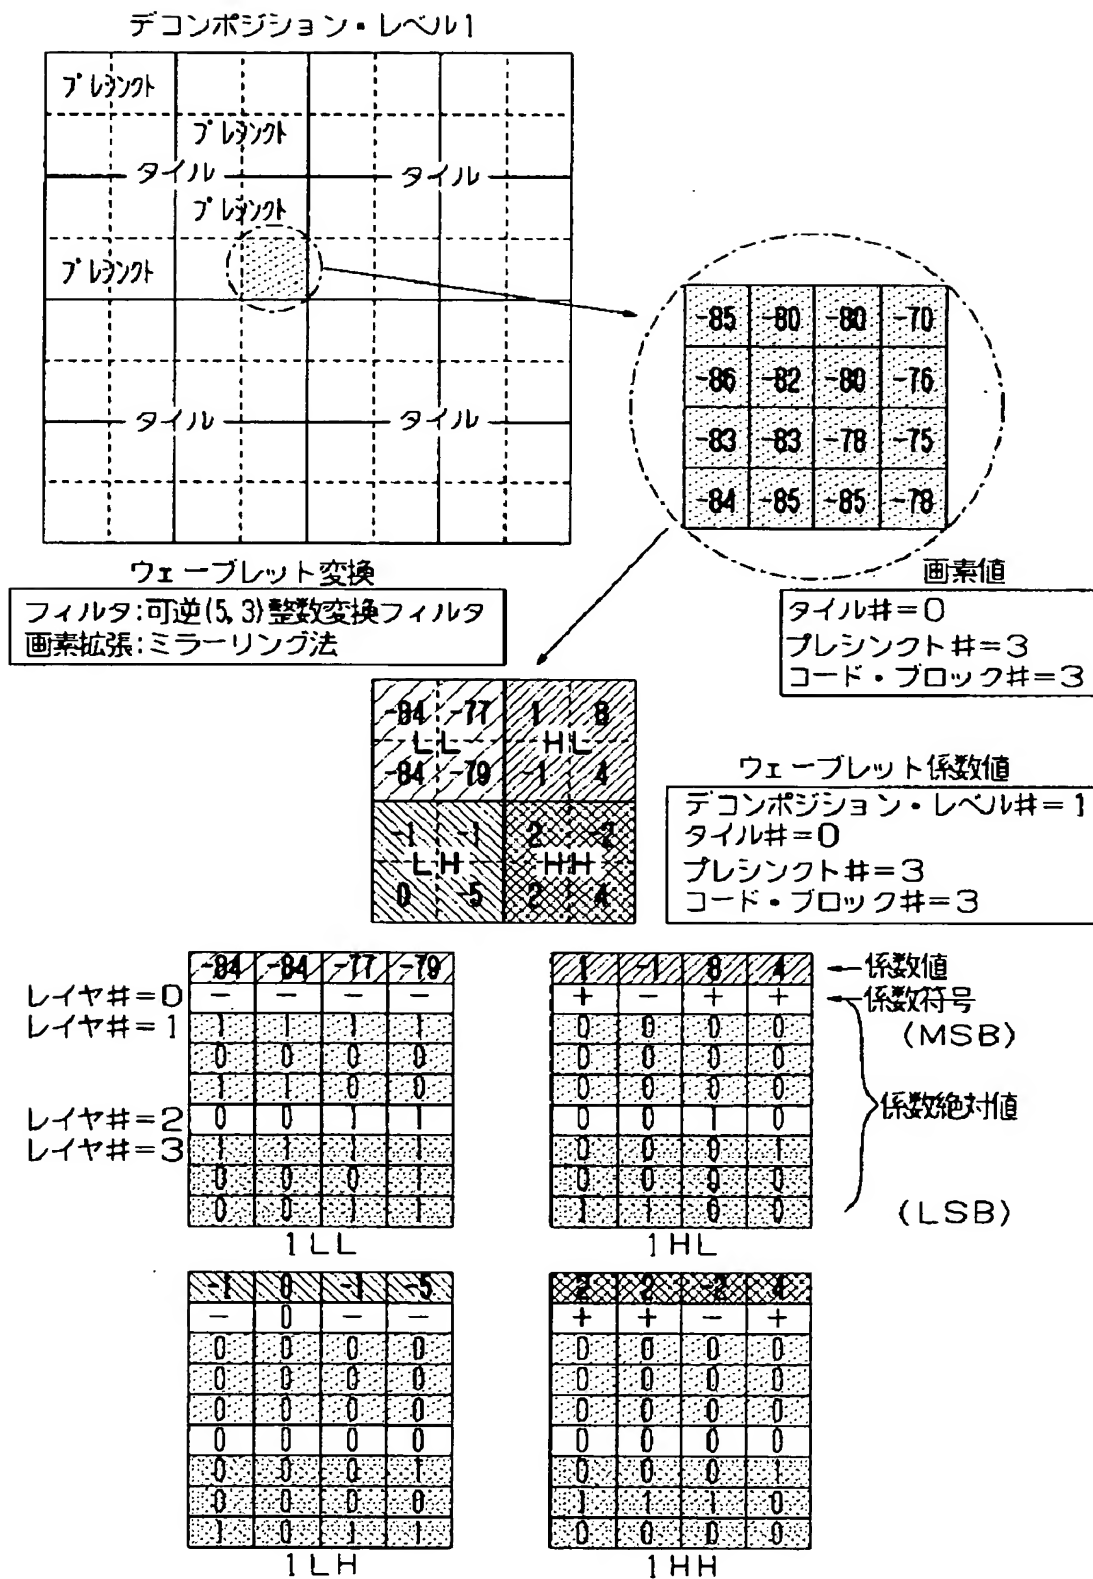 デコンポジション・レベル1
プレシンクト
プレシンクト
タイル タイル
プレシンクト
プレシンクト
タイル タイル
-85 -80 -80 -70
-86 -82 -80 -76
-83 -83 -78 -75
-84 -85 -85 -78
ウェーブレット変換
フィルタ:可逆(5,3)整数変換フィルタ
画素拡張:ミラーリング法
画素値
タイル#=0
プレシンクト#=3
コード・ブロック#=3
-84 -77 1 8
LL HL
-84 -79 -1 4
-1 -1 2 -2
LH HH
0 -5 2 4
ウェーブレット係数値
デコンポジション・レベル#=1
タイル#=0
プレシンクト#=3
コード・ブロック#=3
-84 -84 -77 -79
レイヤ#=0 - - - -
レイヤ#=1 1 1 1 1
0 0 0 0
1 1 0 0
レイヤ#=2 0 0 1 1
レイヤ#=3 1 1 1 1
0 0 0 1
0 0 1 1
1LL
1 -1 8 4 係数値
+ - + + 係数符号
0 0 0 0 (MSB)
0 0 0 0
0 0 0 0
0 0 1 0 係数絶対値
0 0 0 1
0 0 0 0
1 1 0 0 (LSB)
1HL
-1 0 -1 -5
- 0 - -
0 0 0 0
0 0 0 0
0 0 0 0
0 0 0 0
0 0 0 1
0 0 0 0
1 0 1 1
1LH
2 2 -2 4
+ + - +
0 0 0 0
0 0 0 0
0 0 0 0
0 0 0 0
0 0 0 1
1 1 1 0
0 0 0 0
1HH